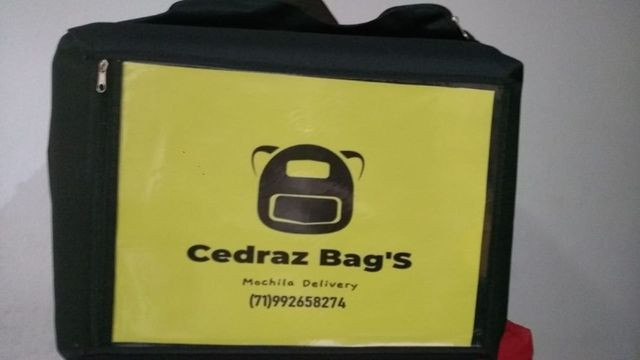 Cedraz Bag'S
Mochila Delivery
(71)992658274